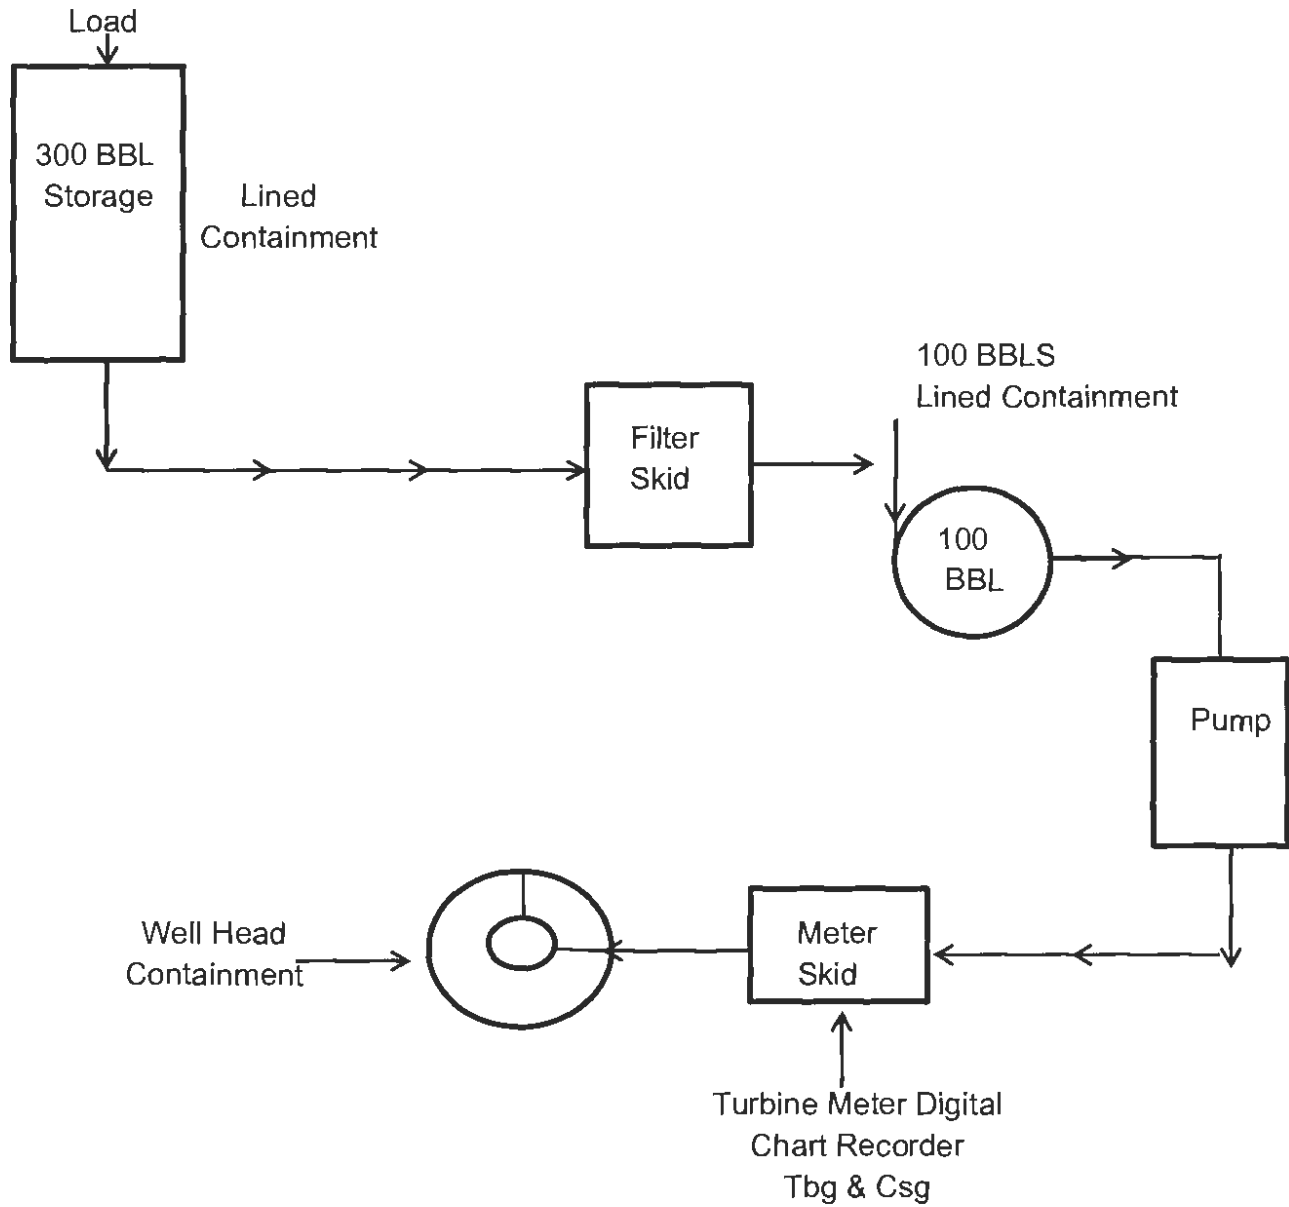 Load
300 BBL
Storage
Lined
Containment
100 BBLS
Lined Containment
Filter
Skid
100
BBL
Pump
Well Head
Containment
Meter
Skid
Turbine Meter Digital
Chart Recorder
Tbg & Csg